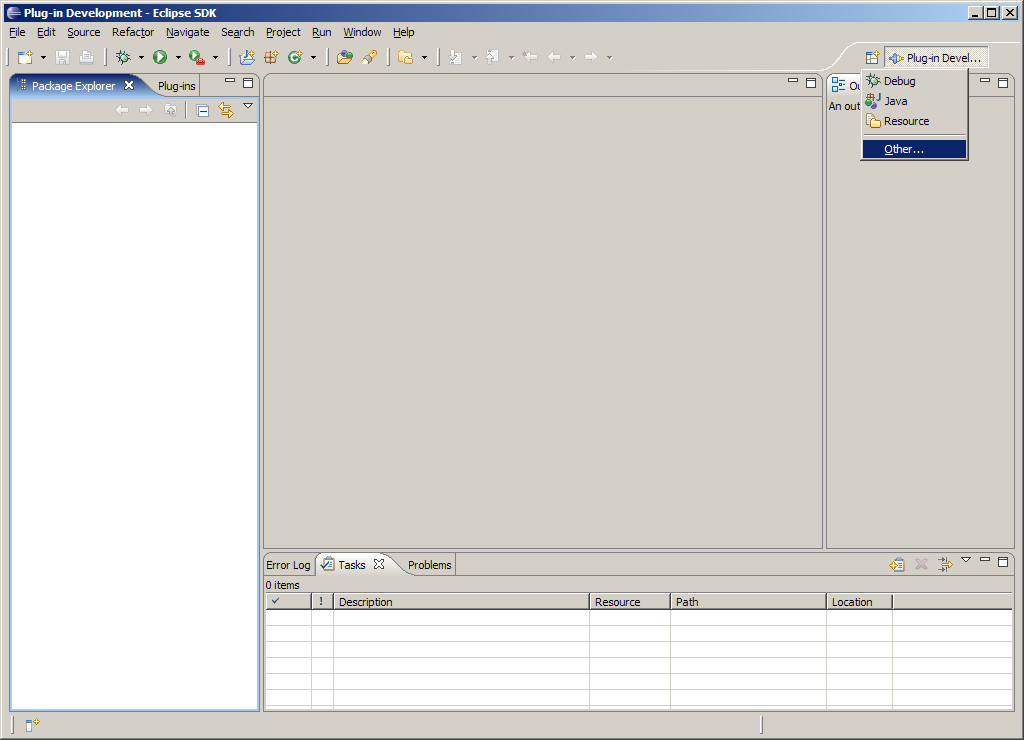 Plug-in Development - Eclipse SDK
File Edit Source Refactor Navigate Search Project Run Window Help
Plug-in Devel...
Package Explorer Plug-ins
Ou
An out
Debug
Java
Resource
Other...
Error Log Tasks Problems
0 items
! Description Resource Path Location